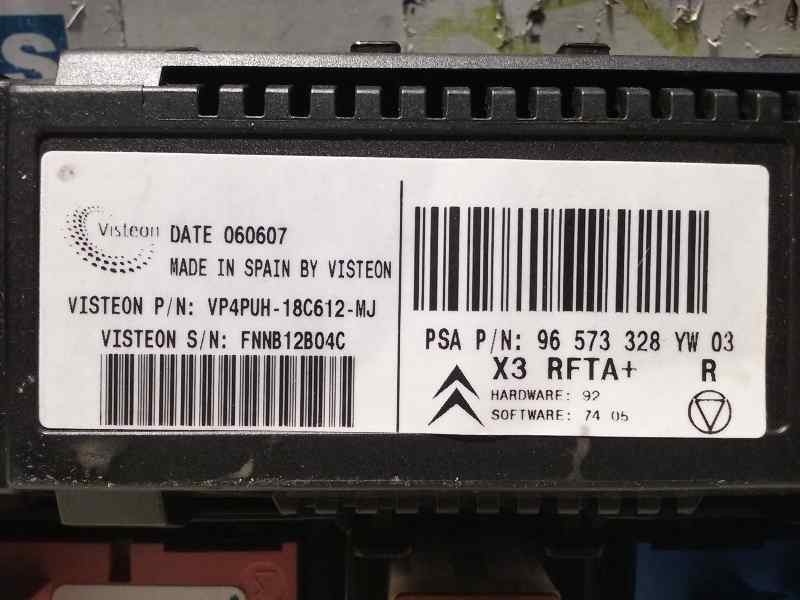 S
Visteon
DATE 060607
MADE IN SPAIN BY VISTEON
VISTEON P/N: VP4PUH-18C612-MJ
VISTEON S/N: FNNB12B04C
PSA P/N: 96 573 328 YW 03
X3 RFTA+ R
HARDWARE: 92
SOFTWARE: 74 05